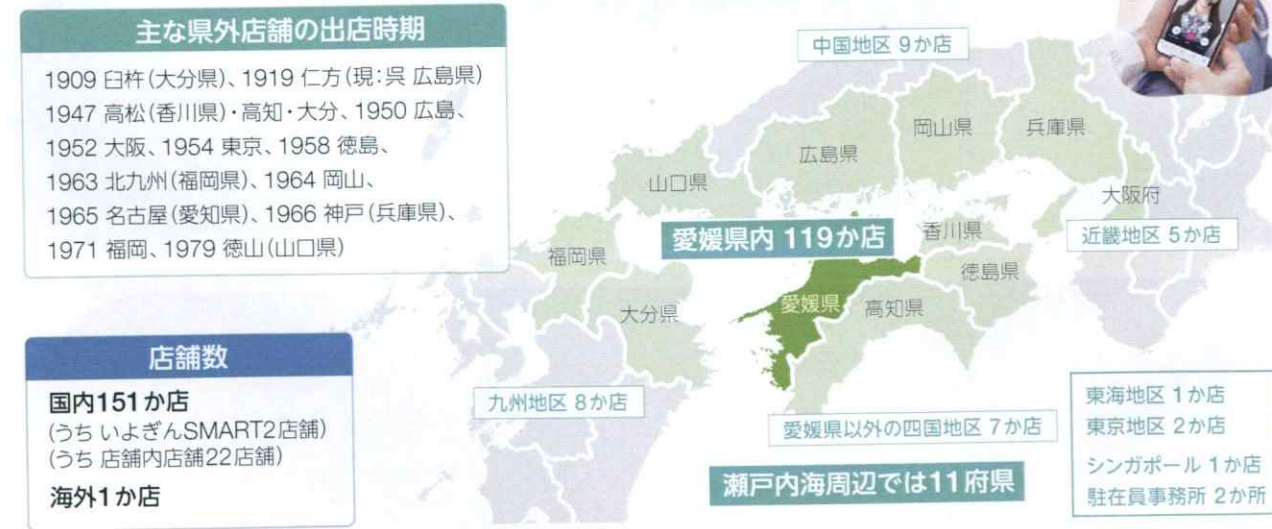 主な県外店舗の出店時期
1909 臼杵(大分県)、1919 仁方(現:呉 広島県)
1947 高松(香川県)・高知・大分、1950 広島、
1952 大阪、1954 東京、1958 徳島、
1963 北九州(福岡県)、1964 岡山、
1965 名古屋(愛知県)、1966 神戸(兵庫県)、
1971 福岡、1979 徳山(山口県)
店舗数
国内151か店
(うち いよぎんSMART2店舗)
(うち 店舗内店舗22店舗)
海外1か店
中国地区 9か店
岡山県
兵庫県
広島県
山口県
大阪府
愛媛県内 119か店
香川県
近畿地区 5か店
福岡県
徳島県
大分県
愛媛県
高知県
九州地区 8か店
愛媛県以外の四国地区 7か店
瀬戸内海周辺では11府県
東海地区 1か店
東京地区 2か店
シンガポール 1か店
駐在員事務所 2か所